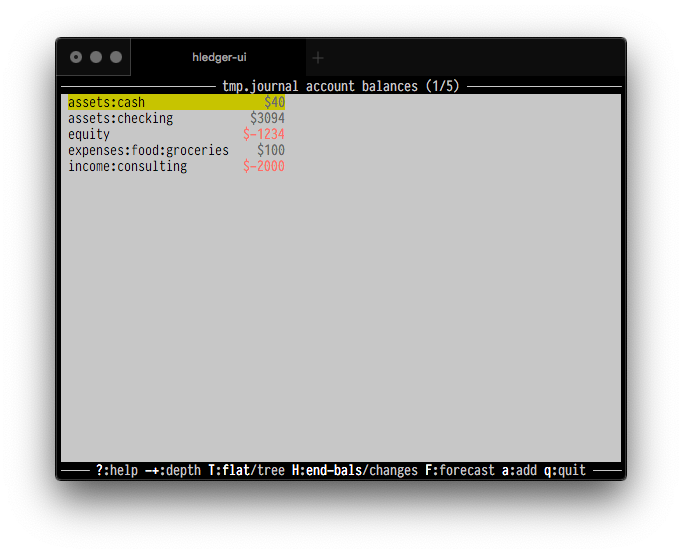 hledger-ui
tmp.journal account balances (1/5)
assets:cash $40
assets:checking $3094
equity $-1234
expenses:food:groceries $100
income:consulting $-2000
?:help -+:depth T:flat/tree H:end-bals/changes F:forecast a:add q:quit